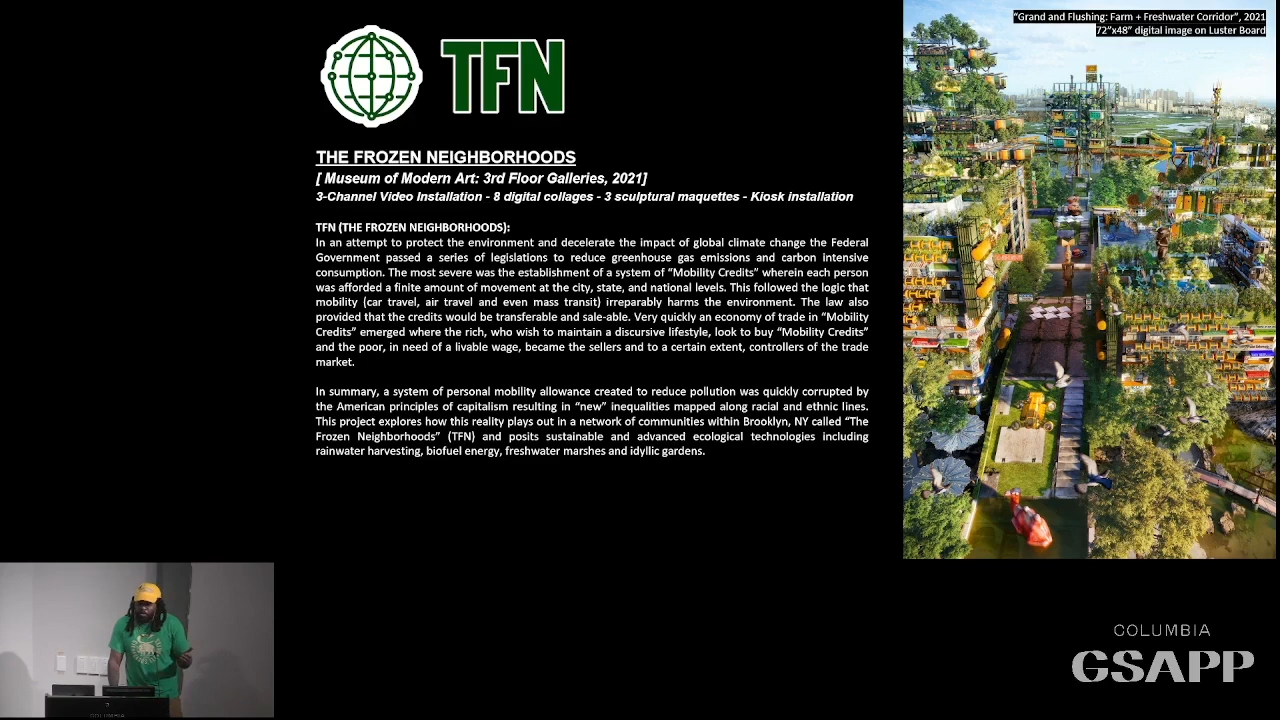 "Grand and Flushing: Farm + Freshwater Corridor", 2021
72"x48" digital image on Luster Board
TFN
THE FROZEN NEIGHBORHOODS
[ Museum of Modern Art: 3rd Floor Galleries, 2021]
3-Channel Video Installation - 8 digital collages - 3 sculptural maquettes - Kiosk installation
TFN (THE FROZEN NEIGHBORHOODS):
In an attempt to protect the environment and decelerate the impact of global climate change the Federal
Government passed a series of legislations to reduce greenhouse gas emissions and carbon intensive
consumption. The most severe was the establishment of a system of "Mobility Credits" wherein each person
was afforded a finite amount of movement at the city, state, and national levels. This followed the logic that
mobility (car travel, air travel and even mass transit) irreparably harms the environment. The law also
provided that the credits would be transferable and sale-able. Very quickly an economy of trade in "Mobility
Credits" emerged where the rich, who wish to maintain a discursive lifestyle, look to buy "Mobility Credits"
and the poor, in need of a livable wage, became the sellers and to a certain extent, controllers of the trade
market.
In summary, a system of personal mobility allowance created to reduce pollution was quickly corrupted by
the American principles of capitalism resulting in "new" inequalities mapped along racial and ethnic lines.
This project explores how this reality plays out in a network of communities within Brooklyn, NY called "The
Frozen Neighborhoods" (TFN) and posits sustainable and advanced ecological technologies including
rainwater harvesting, biofuel energy, freshwater marshes and idyllic gardens.
COLUMBIA
GSAPP